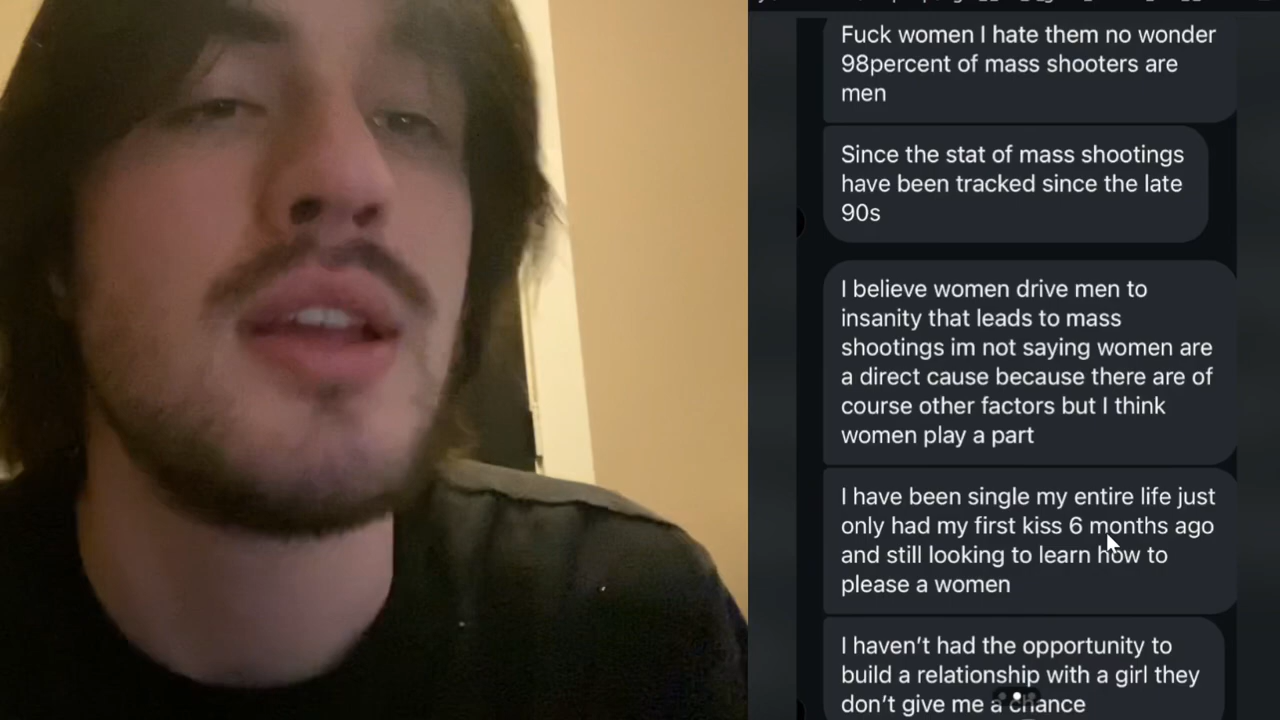 Fuck women I hate them no wonder
98percent of mass shooters are
men
Since the stat of mass shootings
have been tracked since the late
90s
I believe women drive men to
insanity that leads to mass
shootings im not saying women are
a direct cause because there are of
course other factors but I think
women play a part
I have been single my entire life just
only had my first kiss 6 months ago
and still looking to learn how to
please a women
I haven’t had the opportunity to
build a relationship with a girl they
don’t give me a chance